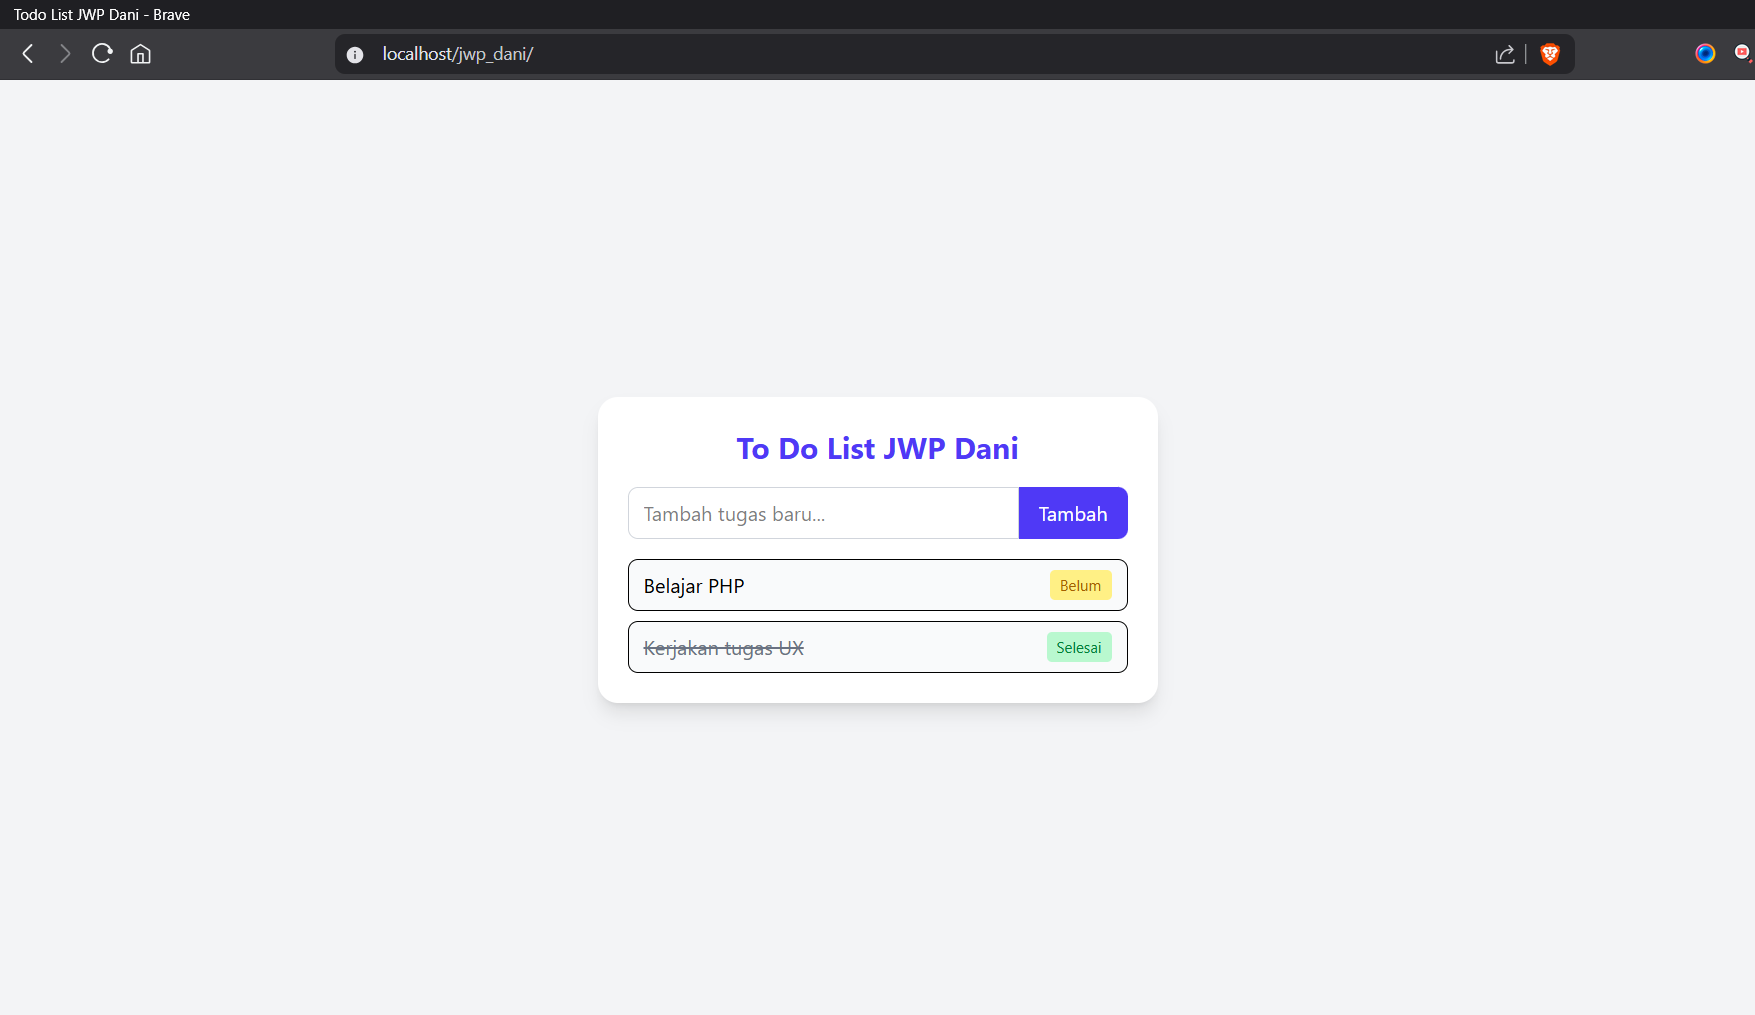 Todo List JWP Dani - Brave
localhost/jwp_dani/
To Do List JWP Dani
Tambah tugas baru...
Tambah
Belajar PHP
Belum
Kerjakan tugas UX
Selesai